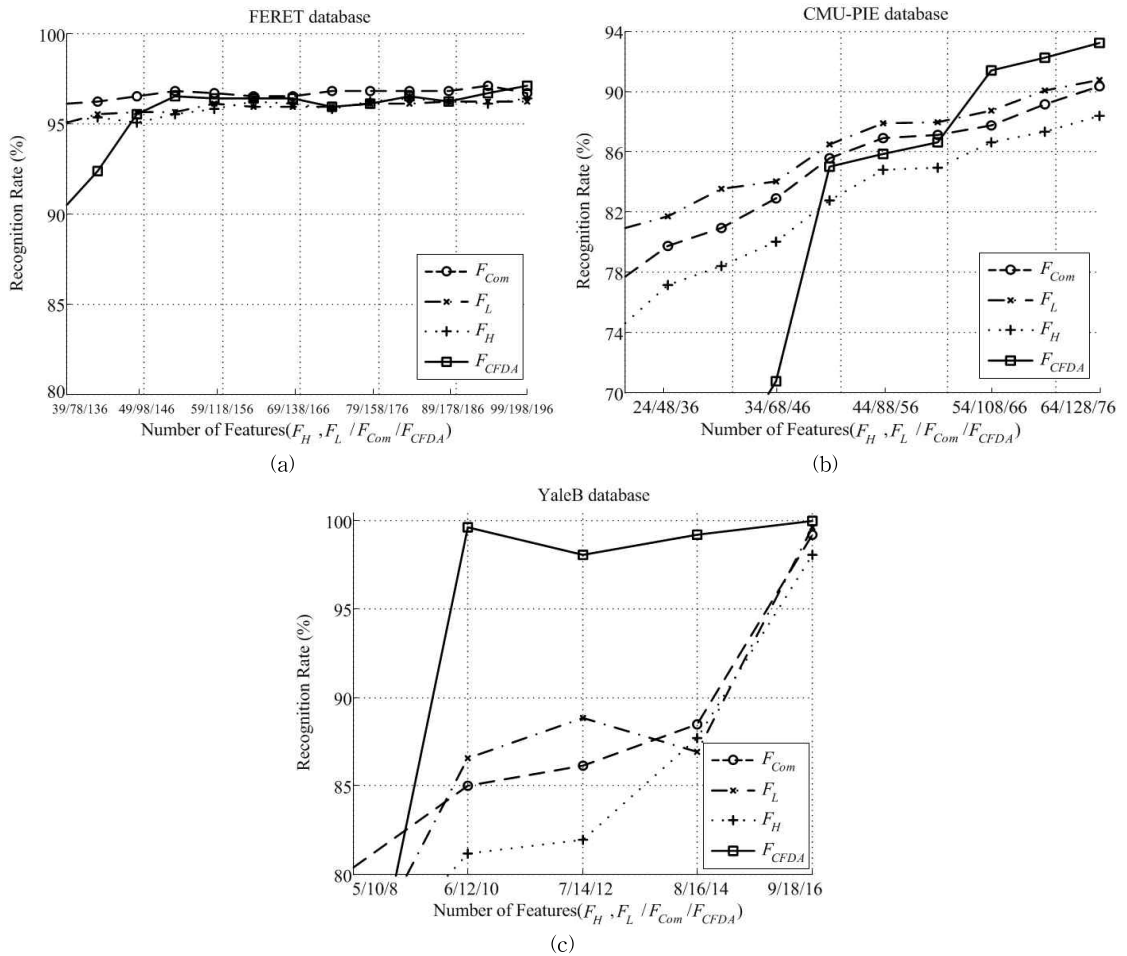 FERET database
100
95
90
85
80
Recognition Rate (%)
F_Com
F_L
F_H
F_CFDA
39/78/136 49/98/146 59/118/156 69/138/166 79/158/176 89/178/186 99/198/196
Number of Features(F_H , F_L /F_Com /F_CFDA)
(a)
CMU-PIE database
94
90
86
82
78
74
70
Recognition Rate (%)
F_Com
F_L
F_H
F_CFDA
24/48/36 34/68/46 44/88/56 54/108/66 64/128/76
Number of Features(F_H , F_L /F_Com /F_CFDA)
(b)
YaleB database
100
95
90
85
80
Recognition Rate (%)
F_Com
F_L
F_H
F_CFDA
5/10/8 6/12/10 7/14/12 8/16/14 9/18/16
Number of Features(F_H , F_L /F_Com /F_CFDA)
(c)